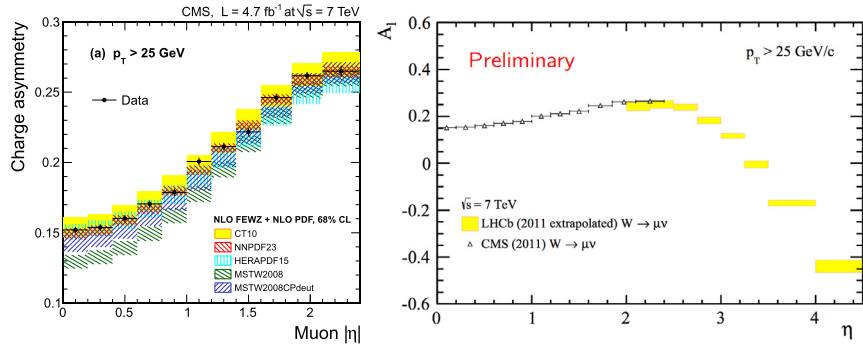 CMS, L = 4.7 fb⁻¹ at √s = 7 TeV
Charge asymmetry
0.3
0.25
0.2
0.15
0.1
(a) p_T > 25 GeV
Data
NLO FEWZ + NLO PDF, 68% CL
CT10
NNPDF23
HERAPDF15
MSTW2008
MSTW2008CPdeut
0 0.5 1 1.5 2
Muon |η|
A_1
0.6
0.4
0.2
0
-0.2
-0.4
-0.6
Preliminary
p_T > 25 GeV/c
√s = 7 TeV
LHCb (2011 extrapolated) W → μν
CMS (2011) W → μν
0 1 2 3 4
η